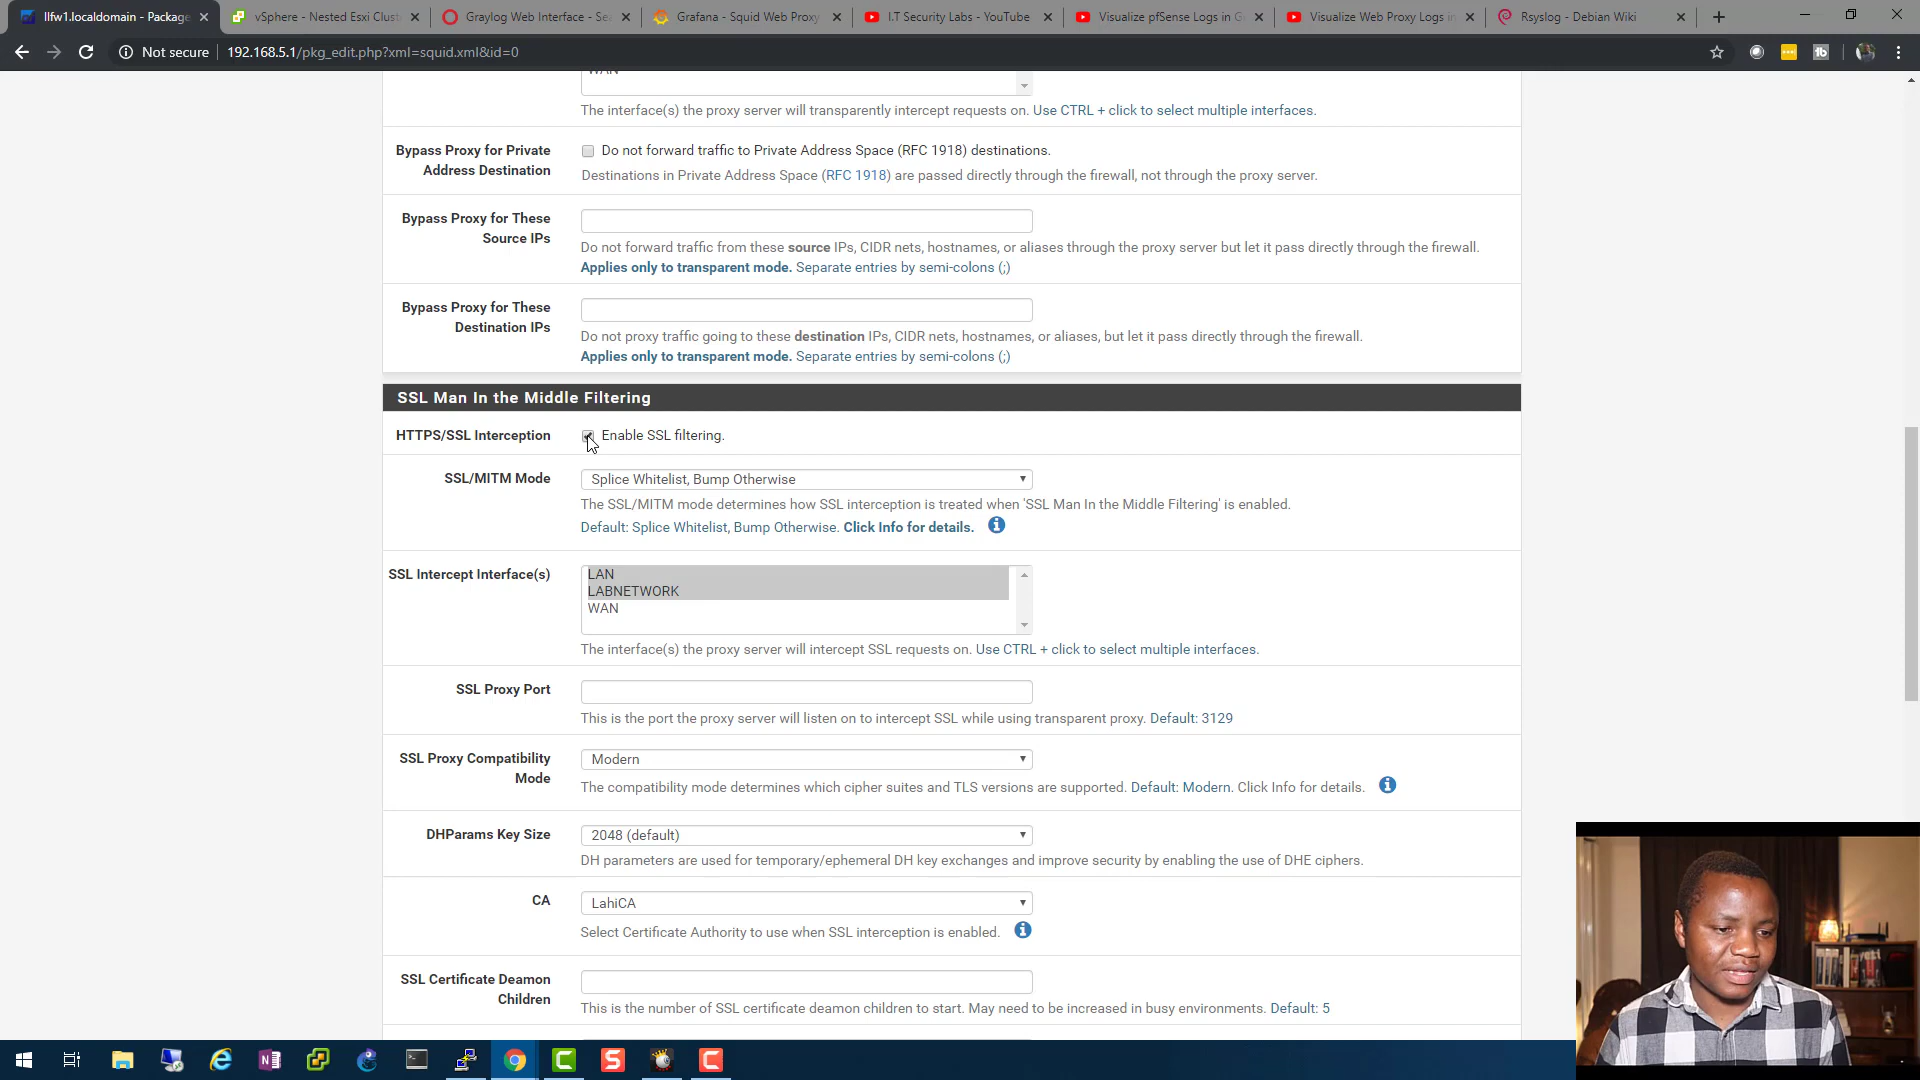 llfw1.localdomain - Package
vSphere - Nested Esxi Clust
Graylog Web Interface - Se
Grafana - Squid Web Proxy
I.T Security Labs - YouTube
Visualize pfSense Logs in G
Visualize Web Proxy Logs in
Rsyslog - Debian Wiki
Not secure
192.168.5.1/pkg_edit.php?xml=squid.xml&id=0
WAN
The interface(s) the proxy server will transparently intercept requests on. Use CTRL + click to select multiple interfaces.
Bypass Proxy for Private
Address Destination
Do not forward traffic to Private Address Space (RFC 1918) destinations.
Destinations in Private Address Space (RFC 1918) are passed directly through the firewall, not through the proxy server.
Bypass Proxy for These
Source IPs
Do not forward traffic from these source IPs, CIDR nets, hostnames, or aliases through the proxy server but let it pass directly through the firewall.
Applies only to transparent mode. Separate entries by semi-colons (;)
Bypass Proxy for These
Destination IPs
Do not proxy traffic going to these destination IPs, CIDR nets, hostnames, or aliases, but let it pass directly through the firewall.
Applies only to transparent mode. Separate entries by semi-colons (;)
SSL Man In the Middle Filtering
HTTPS/SSL Interception
Enable SSL filtering.
SSL/MITM Mode
Splice Whitelist, Bump Otherwise
The SSL/MITM mode determines how SSL interception is treated when 'SSL Man In the Middle Filtering' is enabled.
Default: Splice Whitelist, Bump Otherwise. Click Info for details.
SSL Intercept Interface(s)
LAN
LABNETWORK
WAN
The interface(s) the proxy server will intercept SSL requests on. Use CTRL + click to select multiple interfaces.
SSL Proxy Port
This is the port the proxy server will listen on to intercept SSL while using transparent proxy. Default: 3129
SSL Proxy Compatibility
Mode
Modern
The compatibility mode determines which cipher suites and TLS versions are supported. Default: Modern. Click Info for details.
DHParams Key Size
2048 (default)
DH parameters are used for temporary/ephemeral DH key exchanges and improve security by enabling the use of DHE ciphers.
CA
LahiCA
Select Certificate Authority to use when SSL interception is enabled.
SSL Certificate Deamon
Children
This is the number of SSL certificate deamon children to start. May need to be increased in busy environments. Default: 5